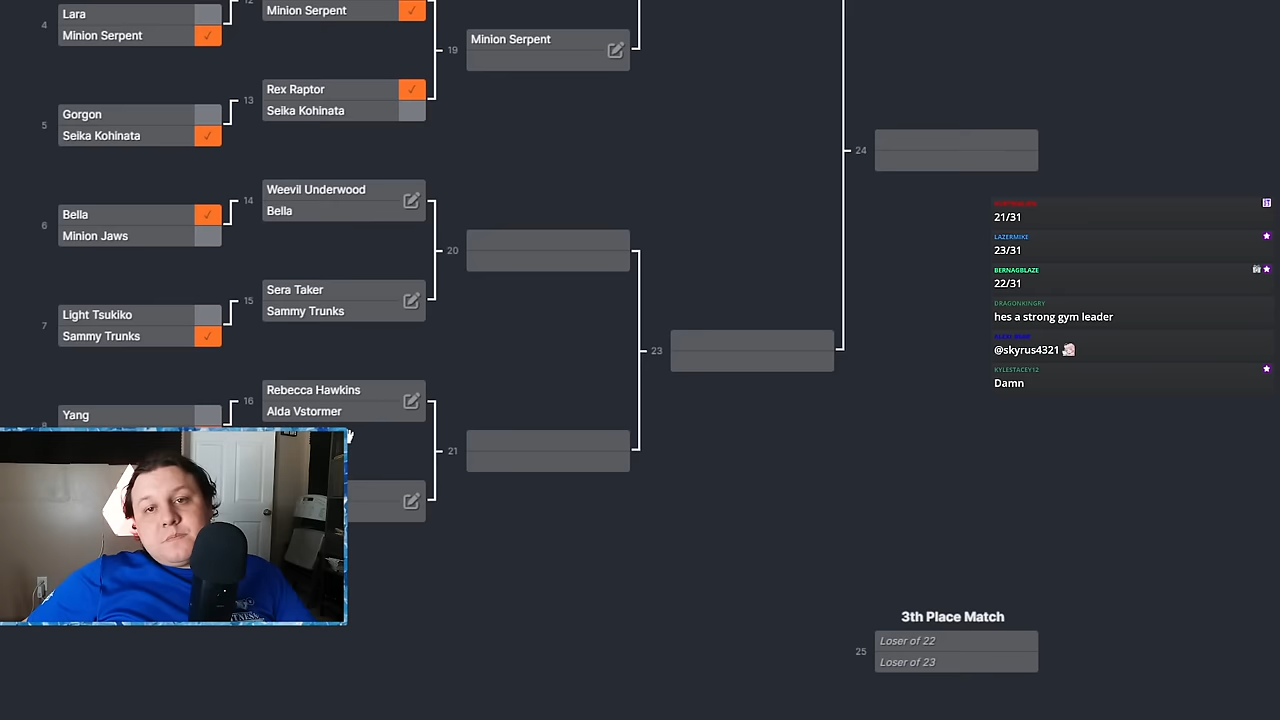 4
Lara
Minion Serpent
Minion Serpent
19
Minion Serpent
5
Gorgon
Seika Kohinata
13
Rex Raptor
Seika Kohinata
24
6
Bella
Minion Jaws
14
Weevil Underwood
Bella
20
7
Light Tsukiko
Sammy Trunks
15
Sera Taker
Sammy Trunks
23
Yang
16
Rebecca Hawkins
Alda Vstormer
21
21/31
LAZERMIKE
23/31
BERNAGBLAZE
22/31
DRAGONKINGRY
hes a strong gym leader
@skyrus4321
KYLESTACEY12
Damn
3th Place Match
25
Loser of 22
Loser of 23